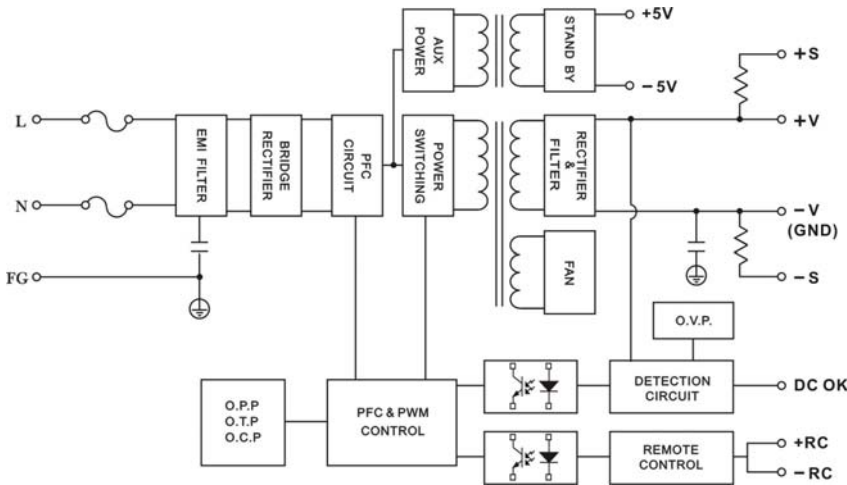 +5V
AUX
POWER
STAND BY
− 5V
+S
L
EMI FILTER
BRIDGE
RECTIFIER
PFC
CIRCUIT
POWER
SWITCHING
RECTIFIER
&
FILTER
+V
N
−V
(GND)
FG
FAN
−S
O.V.P.
O.P.P
O.T.P
O.C.P
PFC & PWM
CONTROL
DETECTION
CIRCUIT
DC OK
REMOTE
CONTROL
+RC
−RC